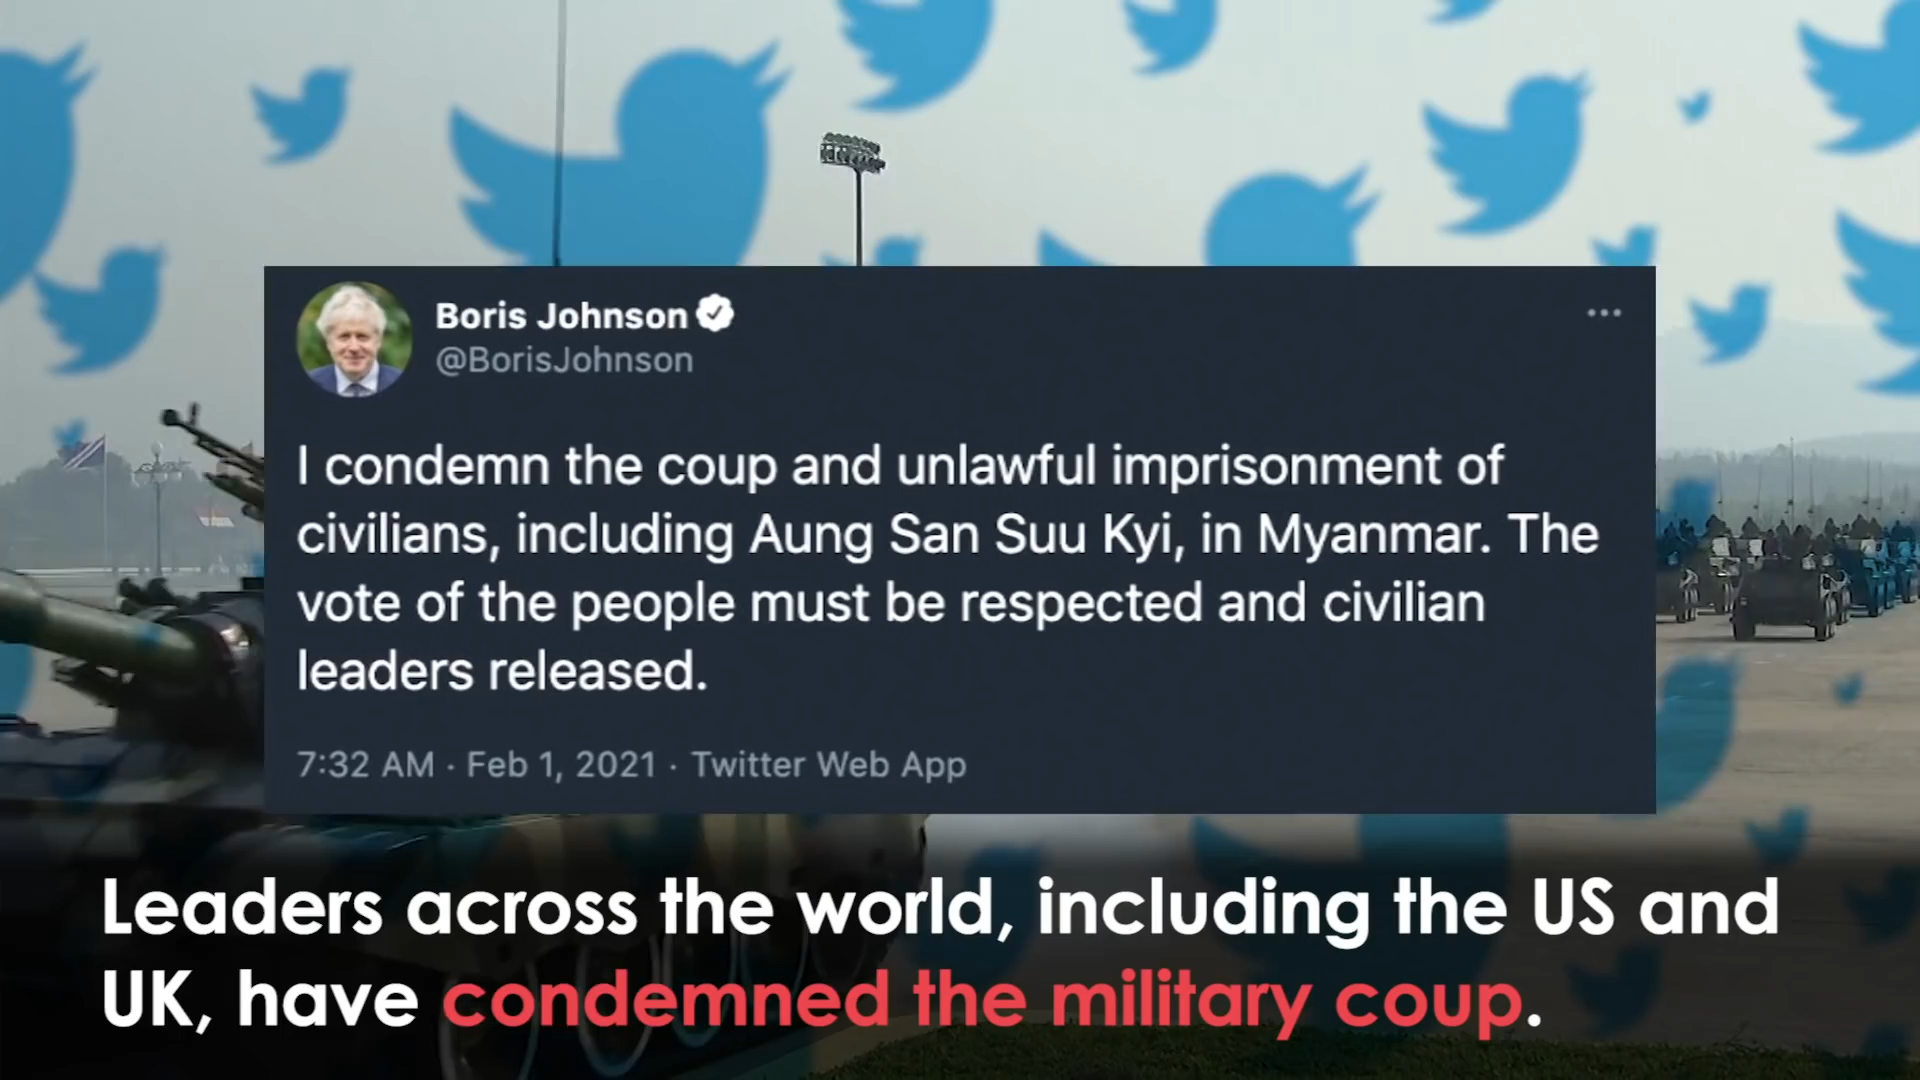 Boris Johnson
@BorisJohnson
I condemn the coup and unlawful imprisonment of
civilians, including Aung San Suu Kyi, in Myanmar. The
vote of the people must be respected and civilian
leaders released.
7:32 AM · Feb 1, 2021 · Twitter Web App
Leaders across the world, including the US and
UK, have condemned the military coup.